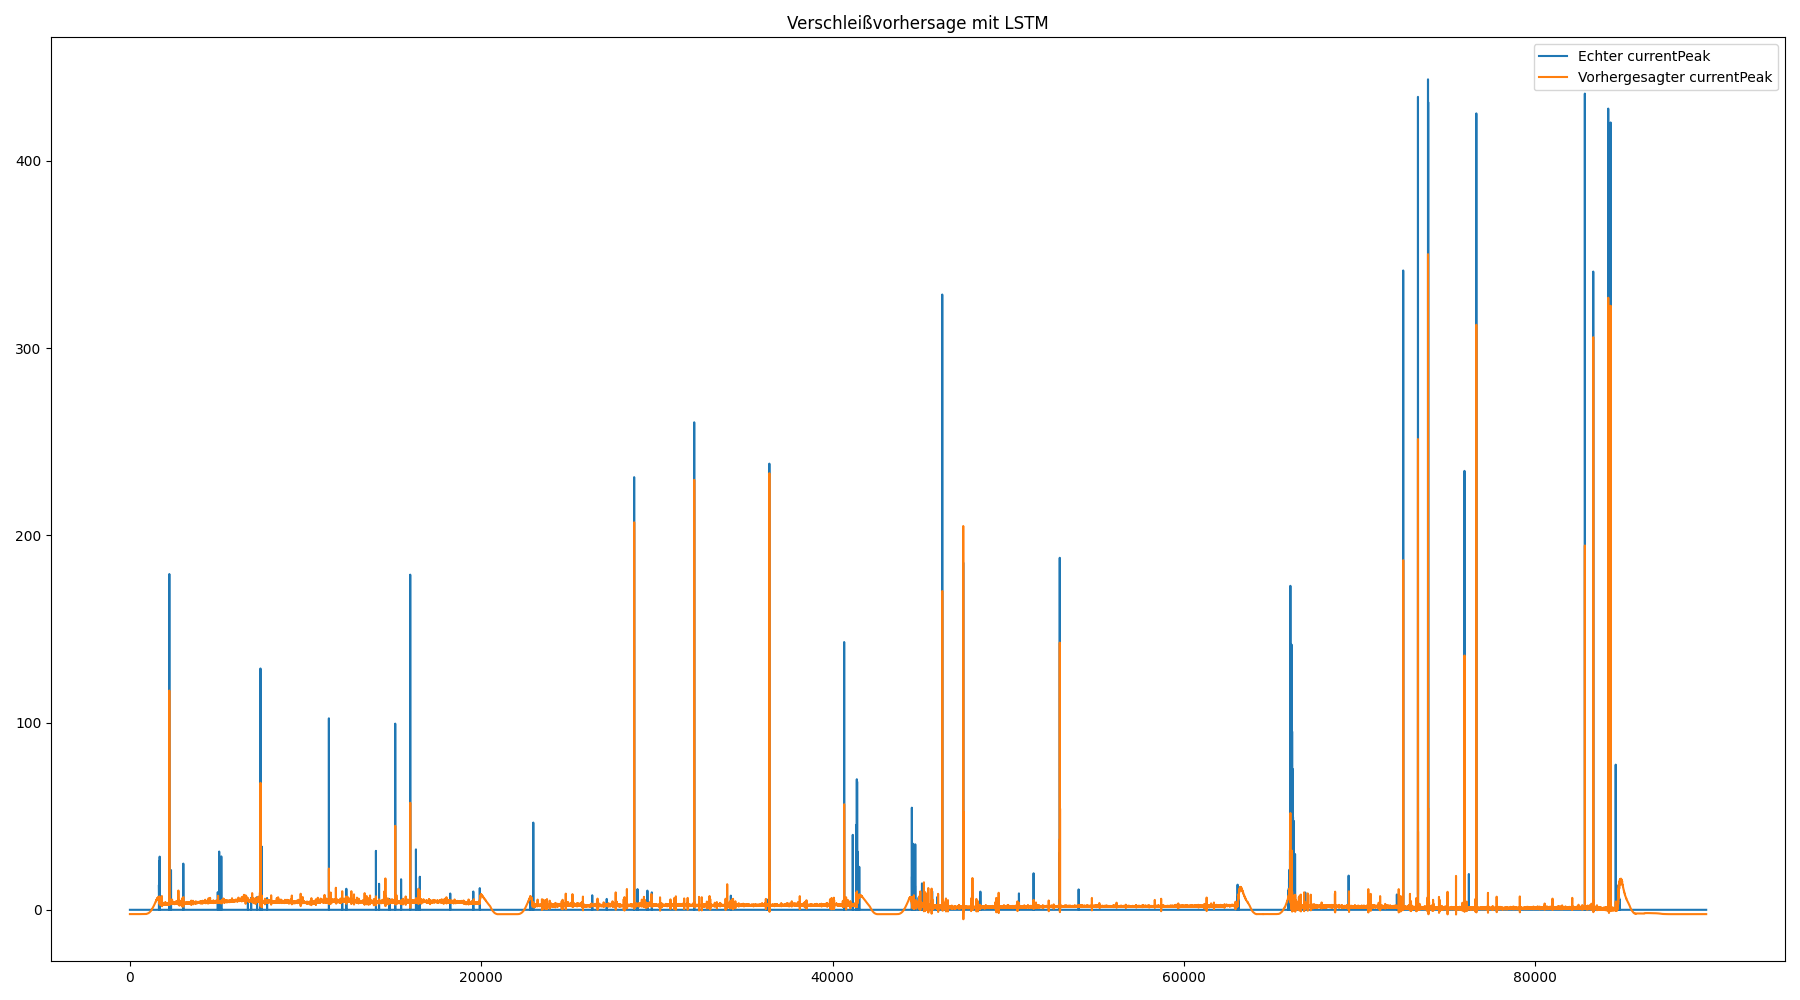 Verschleißvorhersage mit LSTM
Echter currentPeak
Vorhergesagter currentPeak
400
300
200
100
0
0 20000 40000 60000 80000